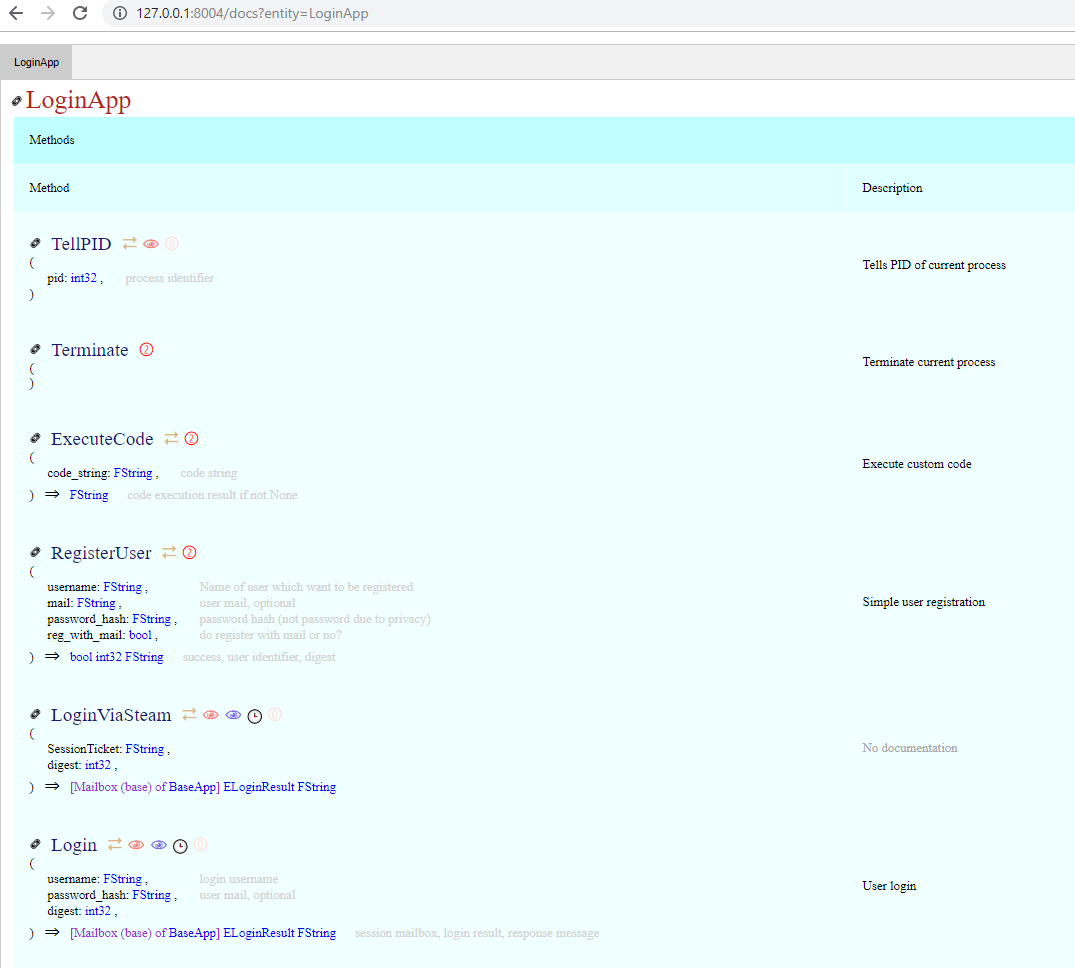 127.0.0.1:8004/docs?entity=LoginApp
LoginApp
LoginApp
Methods
Method Description
TellPID 0
(
pid: int32 , process identifier
)
Tells PID of current process
Terminate 2
(
)
Terminate current process
ExecuteCode 2
(
code_string: FString , code string
) ⇒ FString code execution result if not None
Execute custom code
RegisterUser 2
(
username: FString , Name of user which want to be registered
mail: FString , user mail, optional
password_hash: FString , password hash (not password due to privacy)
reg_with_mail: bool , do register with mail or no?
) ⇒ bool int32 FString success, user identifier, digest
Simple user registration
LoginViaSteam 0
(
SessionTicket: FString ,
digest: int32 ,
) ⇒ [Mailbox (base) of BaseApp] ELoginResult FString
No documentation
Login 0
(
username: FString , login username
password_hash: FString , user mail, optional
digest: int32 ,
) ⇒ [Mailbox (base) of BaseApp] ELoginResult FString session mailbox, login result, response message
User login